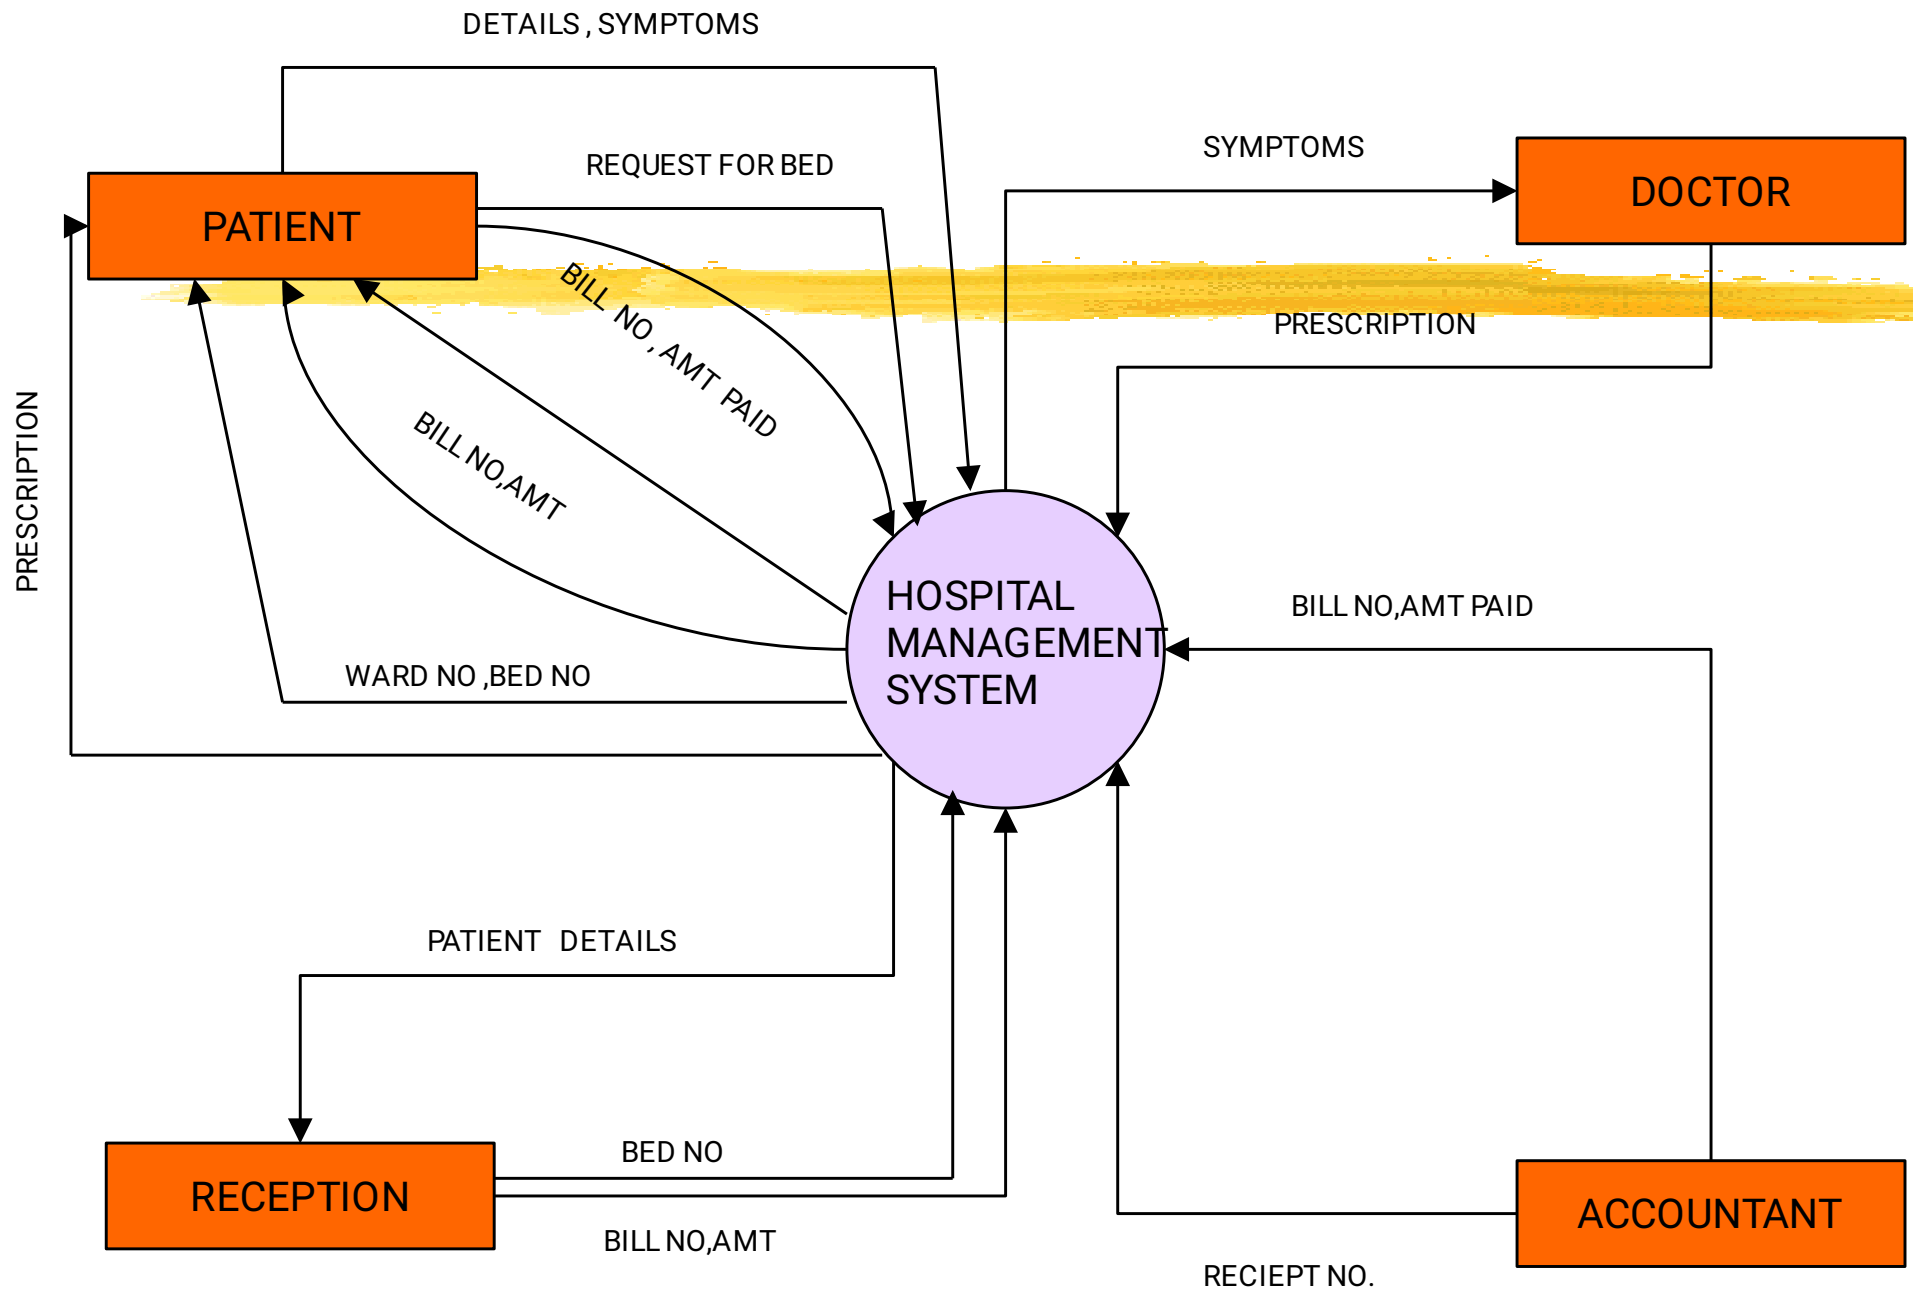 DETAILS , SYMPTOMS
SYMPTOMS
REQUEST FOR BED
DOCTOR
PATIENT
BILL NO, AMT PAID
PRESCRIPTION
BILL NO,AMT
PRESCRIPTION
HOSPITAL
MANAGEMENT
SYSTEM
BILL NO,AMT PAID
WARD NO ,BED NO
PATIENT DETAILS
BED NO
RECEPTION
ACCOUNTANT
BILL NO,AMT
RECIEPT NO.